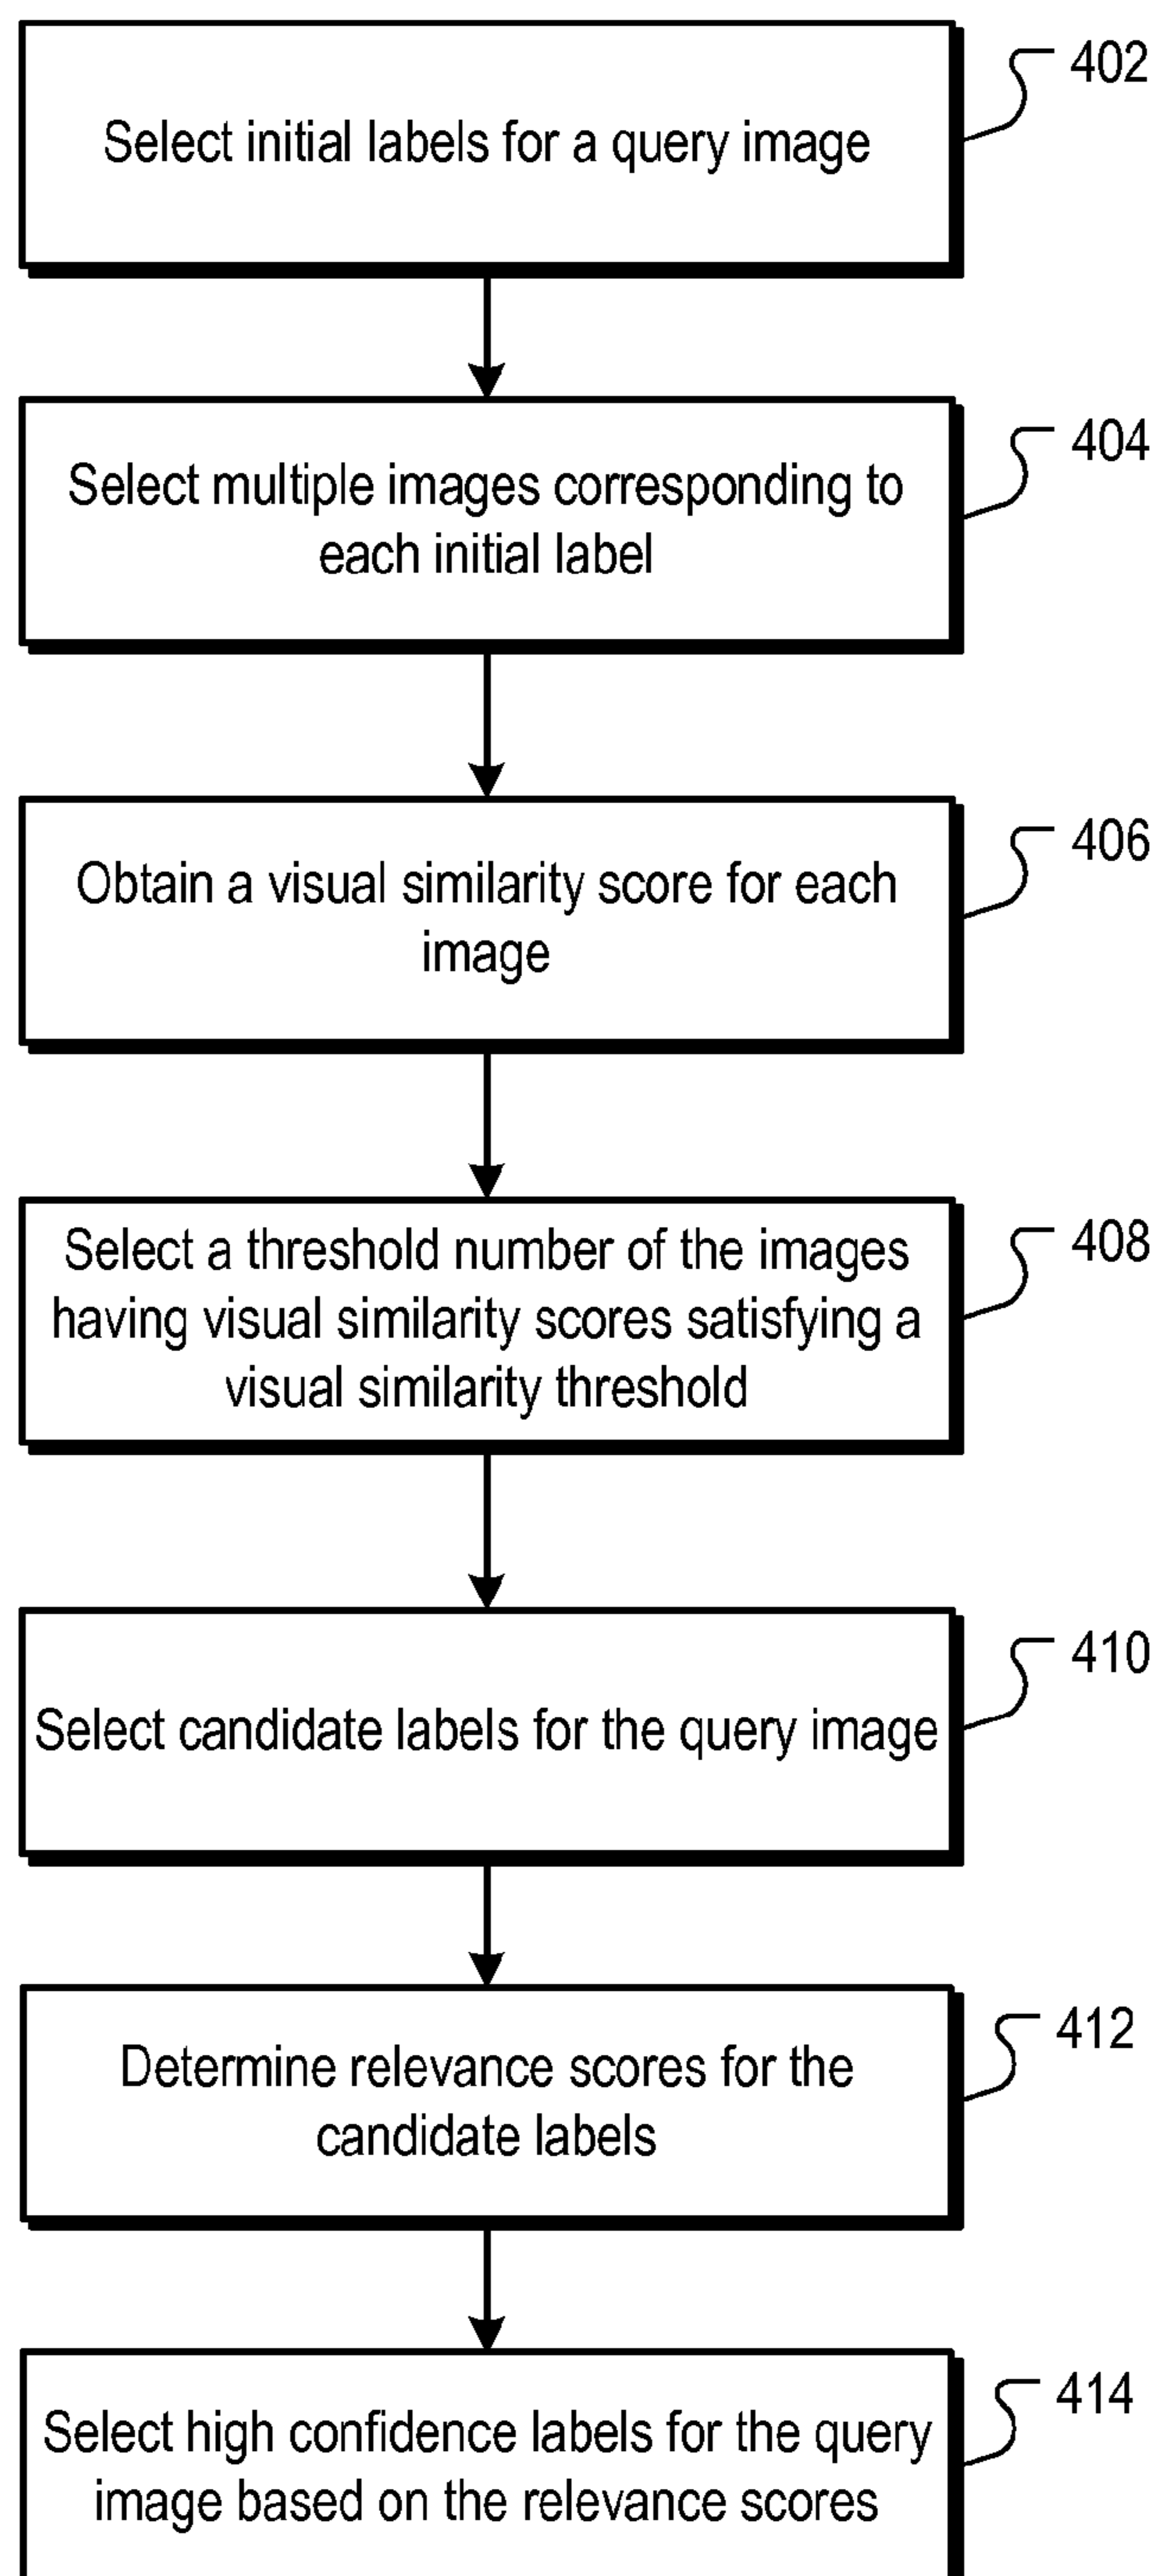 402
Select initial labels for a query image
404
Select multiple images corresponding to
each initial label
406
Obtain a visual similarity score for each
image
408
Select a threshold number of the images
having visual similarity scores satisfying a
visual similarity threshold
410
Select candidate labels for the query image
412
Determine relevance scores for the
candidate labels
414
Select high confidence labels for the query
image based on the relevance scores